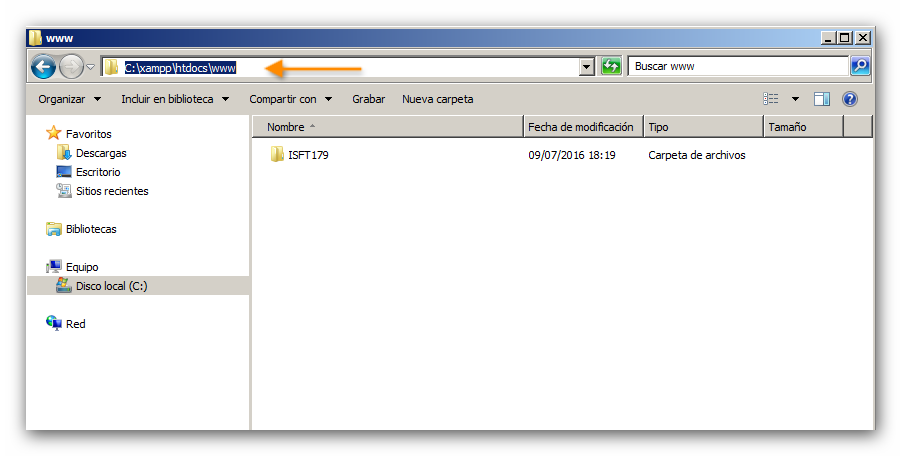 www
C:\xampp\htdocs\www
Buscar www
Organizar Incluir en biblioteca Compartir con Grabar Nueva carpeta
Favoritos
Descargas
Escritorio
Sitios recientes
Bibliotecas
Equipo
Disco local (C:)
Red
Nombre Fecha de modificación Tipo Tamaño
ISFT179 09/07/2016 18:19 Carpeta de archivos